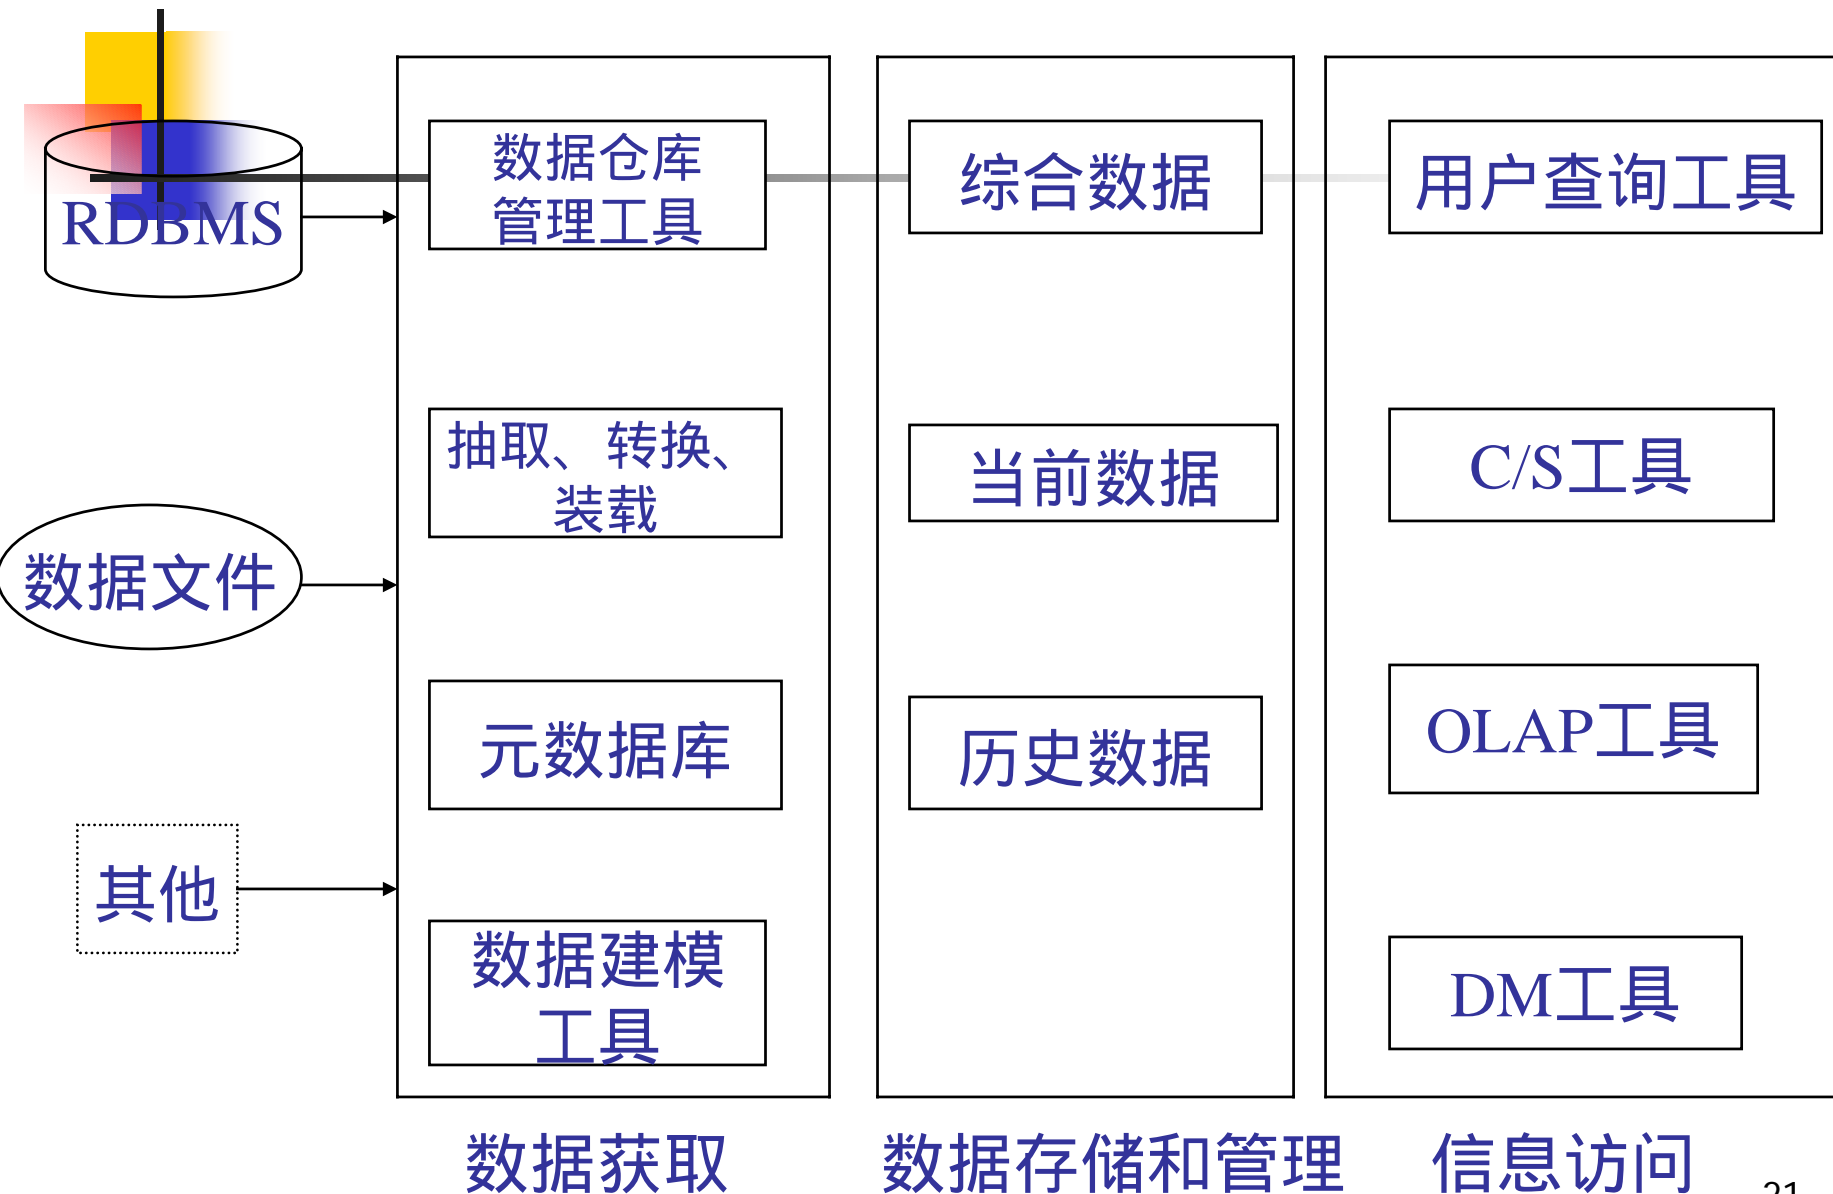 RDBMS
数据文件
其他
数据仓库
管理工具
抽取、转换、
装载
元数据库
数据建模
工具
数据获取
综合数据
当前数据
历史数据
数据存储和管理
用户查询工具
C/S工具
OLAP工具
DM工具
信息访问
21